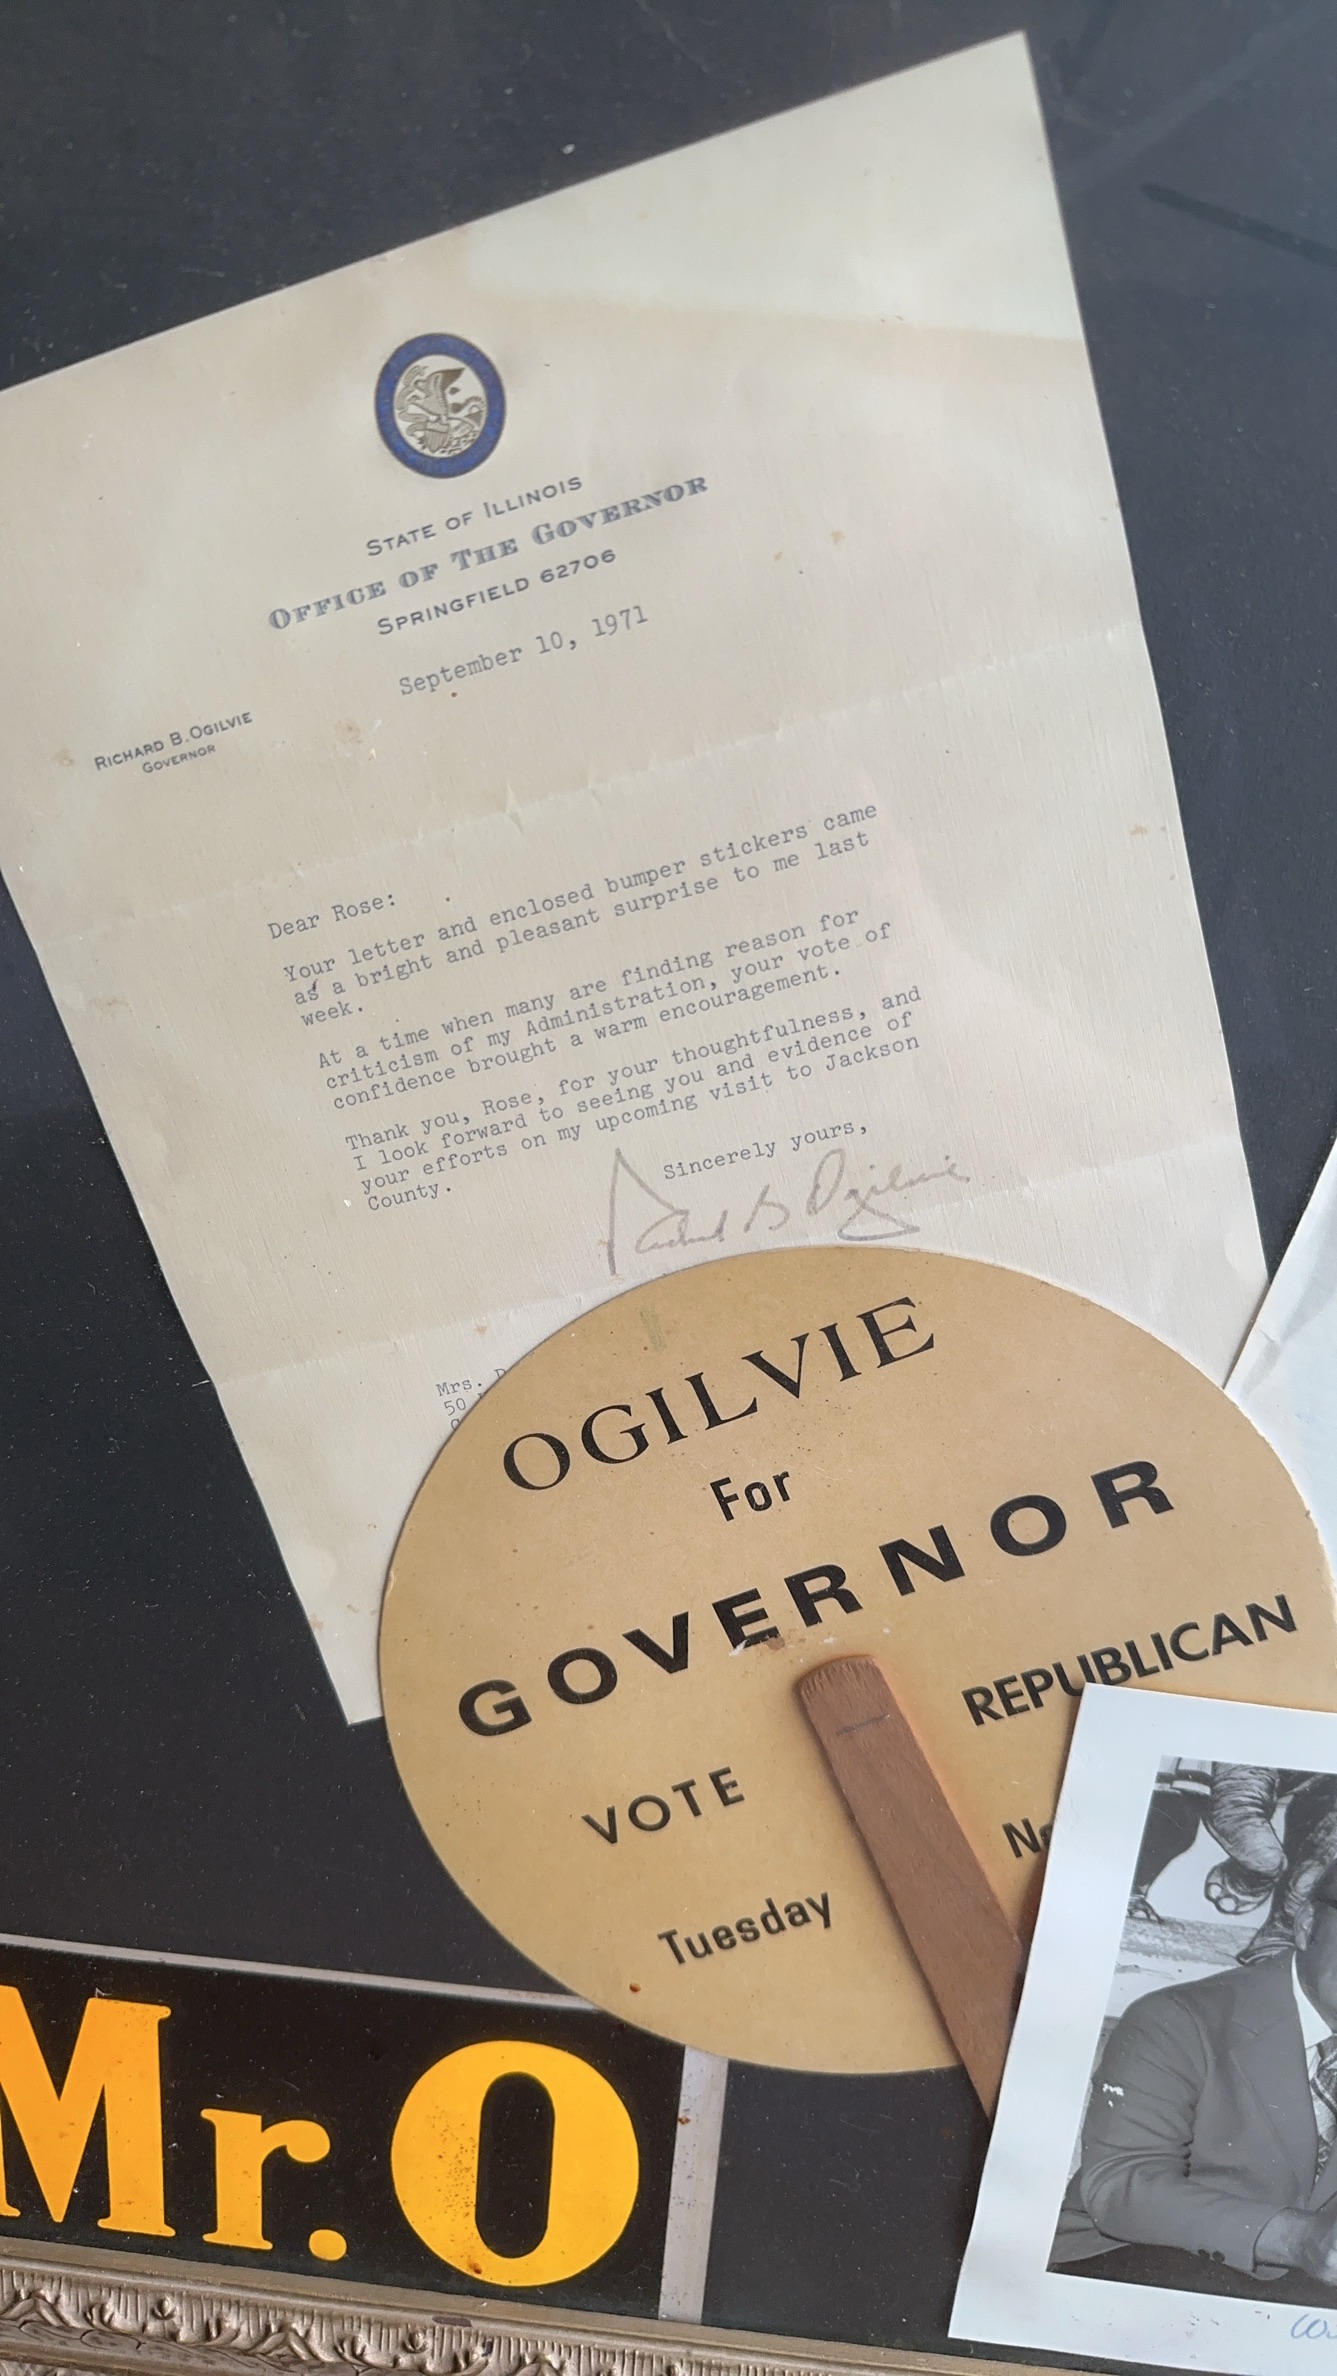 STATE OF ILLINOIS
OFFICE OF THE GOVERNOR
SPRINGFIELD 62706
September 10, 1971
RICHARD B. OGILVIE
GOVERNOR
Dear Rose:
Your letter and enclosed bumper stickers came
as a bright and pleasant surprise to me last
week.
At a time when many are finding reason for
criticism of my Administration, your vote of
confidence brought a warm encouragement.
Thank you, Rose, for your thoughtfulness, and
I look forward to seeing you and evidence of
your efforts on my upcoming visit to Jackson
County.
Sincerely yours,
Richard B Ogilvie
Mrs.
50
OGILVIE
For
GOVERNOR
REPUBLICAN
VOTE
Tuesday
Mr. O